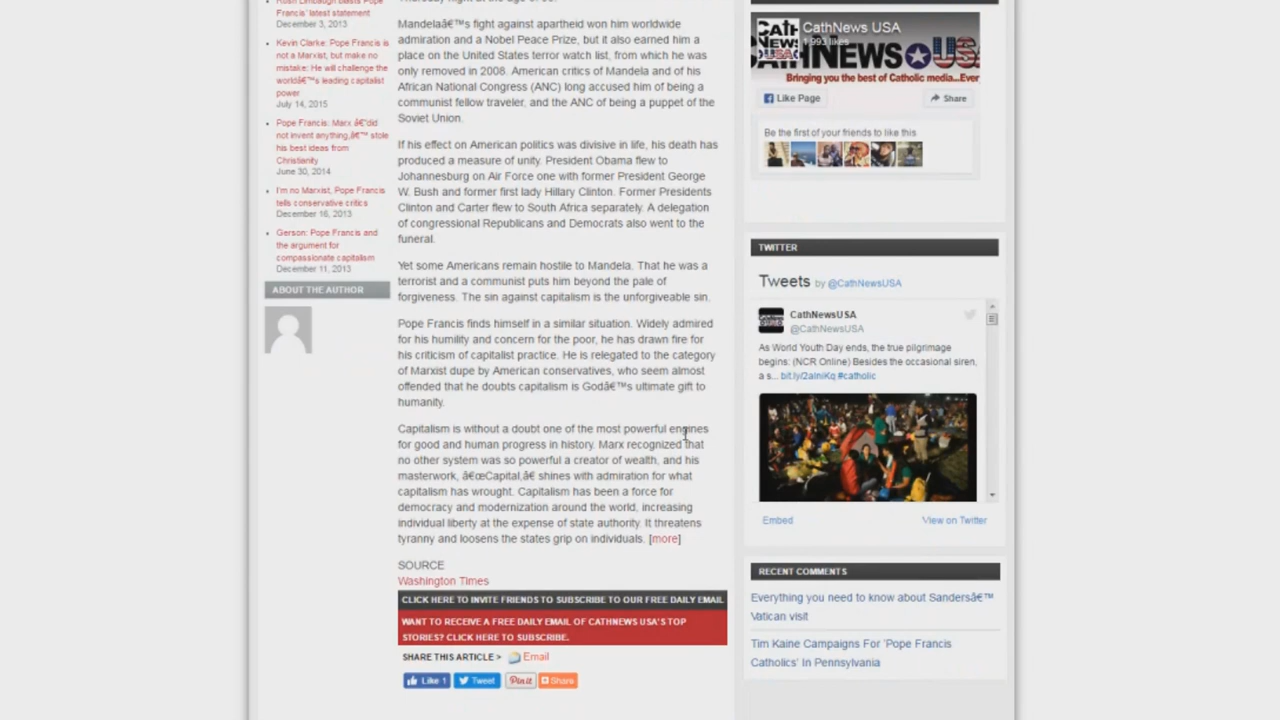 Rush Limbaugh blasts Pope
Francis' latest statement
December 3, 2013
Kevin Clarke: Pope Francis is
not a Marxist, but make no
mistake: He will challenge the
worldâ€™s leading capitalist
power
July 14, 2015
Pope Francis: Marx â€˜did
not invent anything,â€™ stole
his best ideas from
Christianity
June 30, 2014
I'm no Marxist, Pope Francis
tells conservative critics
December 16, 2013
Gerson: Pope Francis and
the argument for
compassionate capitalism
December 11, 2013
ABOUT THE AUTHOR
Mandelaâ€™s fight against apartheid won him worldwide
admiration and a Nobel Peace Prize, but it also earned him a
place on the United States terror watch list, from which he was
only removed in 2008. American critics of Mandela and of his
African National Congress (ANC) long accused him of being a
communist fellow traveler, and the ANC of being a puppet of the
Soviet Union.
If his effect on American politics was divisive in life, his death has
produced a measure of unity. President Obama flew to
Johannesburg on Air Force one with former President George
W. Bush and former first lady Hillary Clinton. Former Presidents
Clinton and Carter flew to South Africa separately. A delegation
of congressional Republicans and Democrats also went to the
funeral.
Yet some Americans remain hostile to Mandela. That he was a
terrorist and a communist puts him beyond the pale of
forgiveness. The sin against capitalism is the unforgiveable sin.
Pope Francis finds himself in a similar situation. Widely admired
for his humility and concern for the poor, he has drawn fire for
his criticism of capitalist practice. He is relegated to the category
of Marxist dupe by American conservatives, who seem almost
offended that he doubts capitalism is Godâ€™s ultimate gift to
humanity.
Capitalism is without a doubt one of the most powerful engines
for good and human progress in history. Marx recognized that
no other system was so powerful a creator of wealth, and his
masterwork, â€œCapital,â€ shines with admiration for what
capitalism has wrought. Capitalism has been a force for
democracy and modernization around the world, increasing
individual liberty at the expense of state authority. It threatens
tyranny and loosens the states grip on individuals. [more]
SOURCE
Washington Times
CLICK HERE TO INVITE FRIENDS TO SUBSCRIBE TO OUR FREE DAILY EMAIL
WANT TO RECEIVE A FREE DAILY EMAIL OF CATHNEWS USA'S TOP
STORIES? CLICK HERE TO SUBSCRIBE.
SHARE THIS ARTICLE > Email
Like 1 Tweet Pin it Share
CathNews USA
1,993 likes
Bringing you the best of Catholic media...Ever
Like Page Share
Be the first of your friends to like this
TWITTER
Tweets by @CathNewsUSA
CathNewsUSA
@CathNewsUSA
As World Youth Day ends, the true pilgrimage
begins: (NCR Online) Besides the occasional siren,
a s... bit.ly/2alniKq #catholic
Embed View on Twitter
RECENT COMMENTS
Everything you need to know about Sandersâ€™
Vatican visit
Tim Kaine Campaigns For 'Pope Francis
Catholics' In Pennsylvania